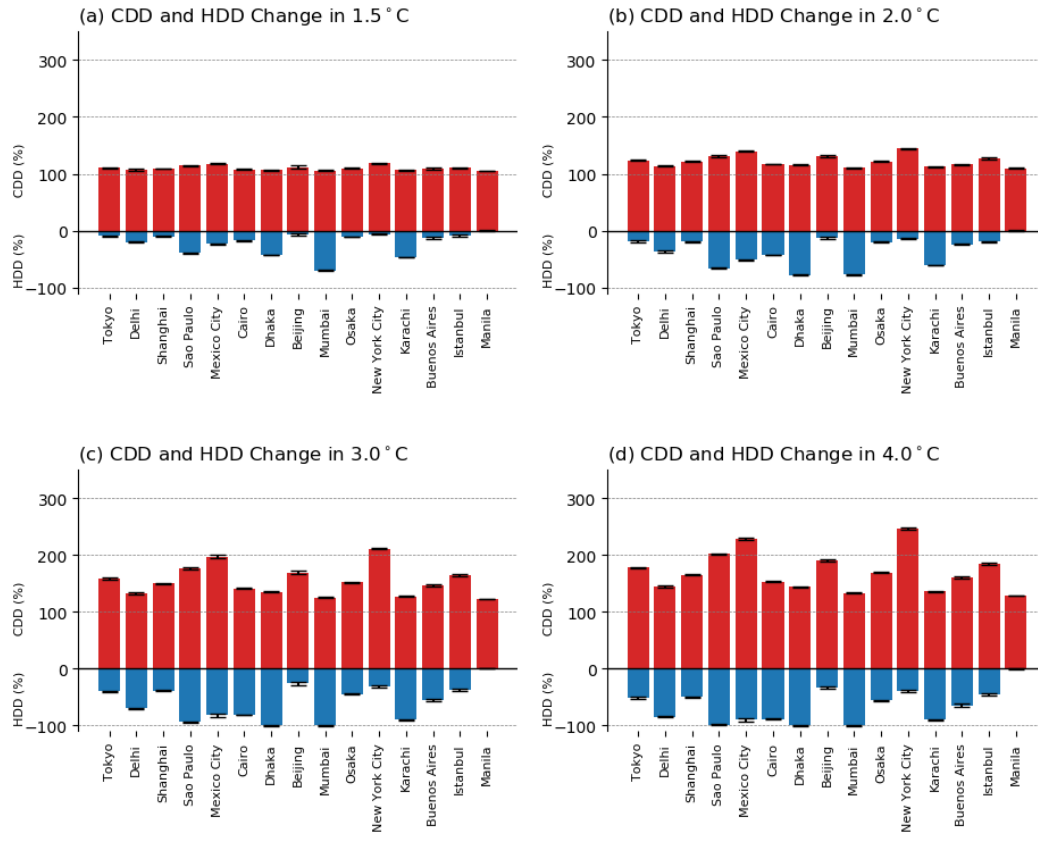 (a) CDD and HDD Change in 1.5°C
300
200
100
0
−100
CDD (%)
HDD (%)
Tokyo
Delhi
Shanghai
Sao Paulo
Mexico City
Cairo
Dhaka
Beijing
Mumbai
Osaka
New York City
Karachi
Buenos Aires
Istanbul
Manila
(b) CDD and HDD Change in 2.0°C
300
200
100
0
−100
CDD (%)
HDD (%)
Tokyo
Delhi
Shanghai
Sao Paulo
Mexico City
Cairo
Dhaka
Beijing
Mumbai
Osaka
New York City
Karachi
Buenos Aires
Istanbul
Manila
(c) CDD and HDD Change in 3.0°C
300
200
100
0
−100
CDD (%)
HDD (%)
Tokyo
Delhi
Shanghai
Sao Paulo
Mexico City
Cairo
Dhaka
Beijing
Mumbai
Osaka
New York City
Karachi
Buenos Aires
Istanbul
Manila
(d) CDD and HDD Change in 4.0°C
300
200
100
0
−100
CDD (%)
HDD (%)
Tokyo
Delhi
Shanghai
Sao Paulo
Mexico City
Cairo
Dhaka
Beijing
Mumbai
Osaka
New York City
Karachi
Buenos Aires
Istanbul
Manila